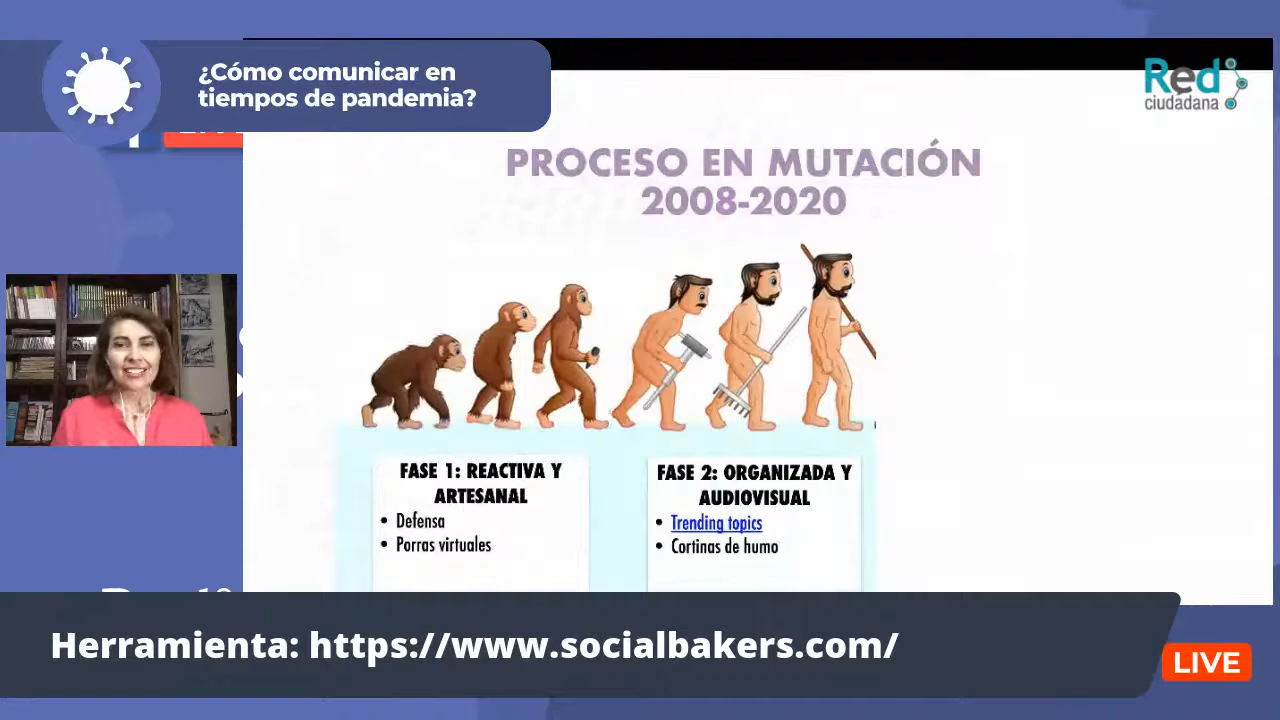 ¿Cómo comunicar en
tiempos de pandemia?
Red
ciudadana
PROCESO EN MUTACIÓN
2008-2020
FASE 1: REACTIVA Y
ARTESANAL
• Defensa
• Porras virtuales
FASE 2: ORGANIZADA Y
AUDIOVISUAL
• Trending topics
• Cortinas de humo
Herramienta: https://www.socialbakers.com/
LIVE